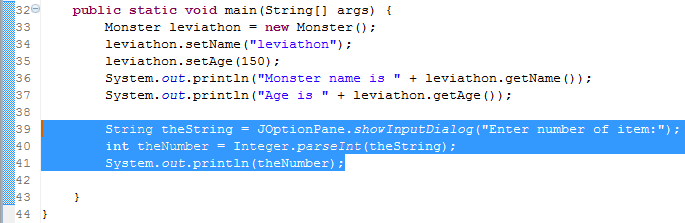 32 public static void main(String[] args) {
33 Monster leviathon = new Monster();
34 leviathon.setName("leviathon");
35 leviathon.setAge(150);
36 System.out.println("Monster name is " + leviathon.getName());
37 System.out.println("Age is " + leviathon.getAge());
38
39 String theString = JOptionPane.showInputDialog("Enter number of item:");
40 int theNumber = Integer.parseInt(theString);
41 System.out.println(theNumber);
42
43 }
44 }